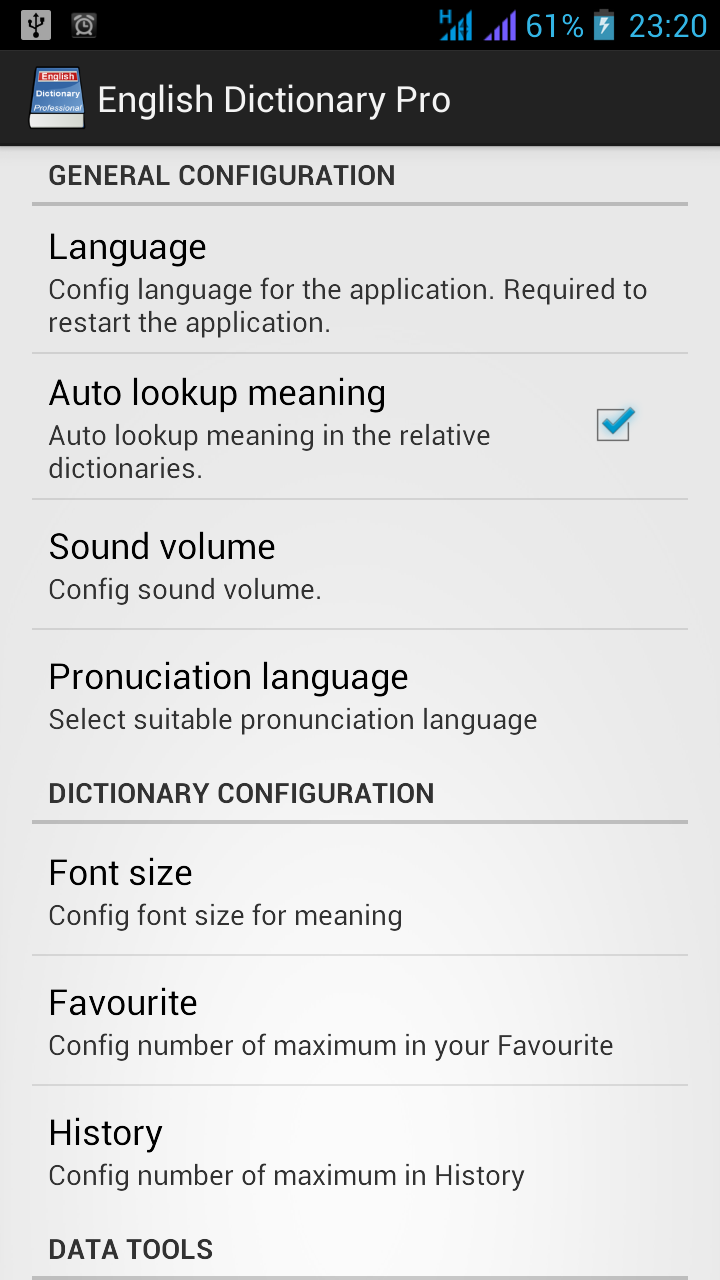 H 61% 23:20
English
Dictionary
Professional
English Dictionary Pro
GENERAL CONFIGURATION
Language
Config language for the application. Required to
restart the application.
Auto lookup meaning
Auto lookup meaning in the relative
dictionaries.
Sound volume
Config sound volume.
Pronuciation language
Select suitable pronunciation language
DICTIONARY CONFIGURATION
Font size
Config font size for meaning
Favourite
Config number of maximum in your Favourite
History
Config number of maximum in History
DATA TOOLS